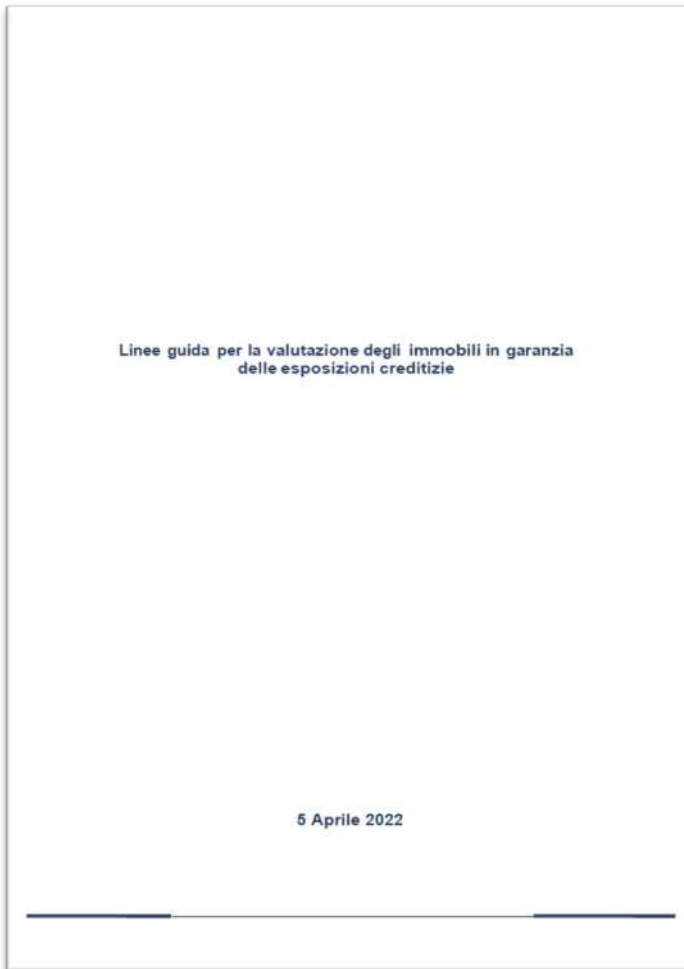 Linee guida per la valutazione degli immobili in garanzia
delle esposizioni creditizie
5 Aprile 2022